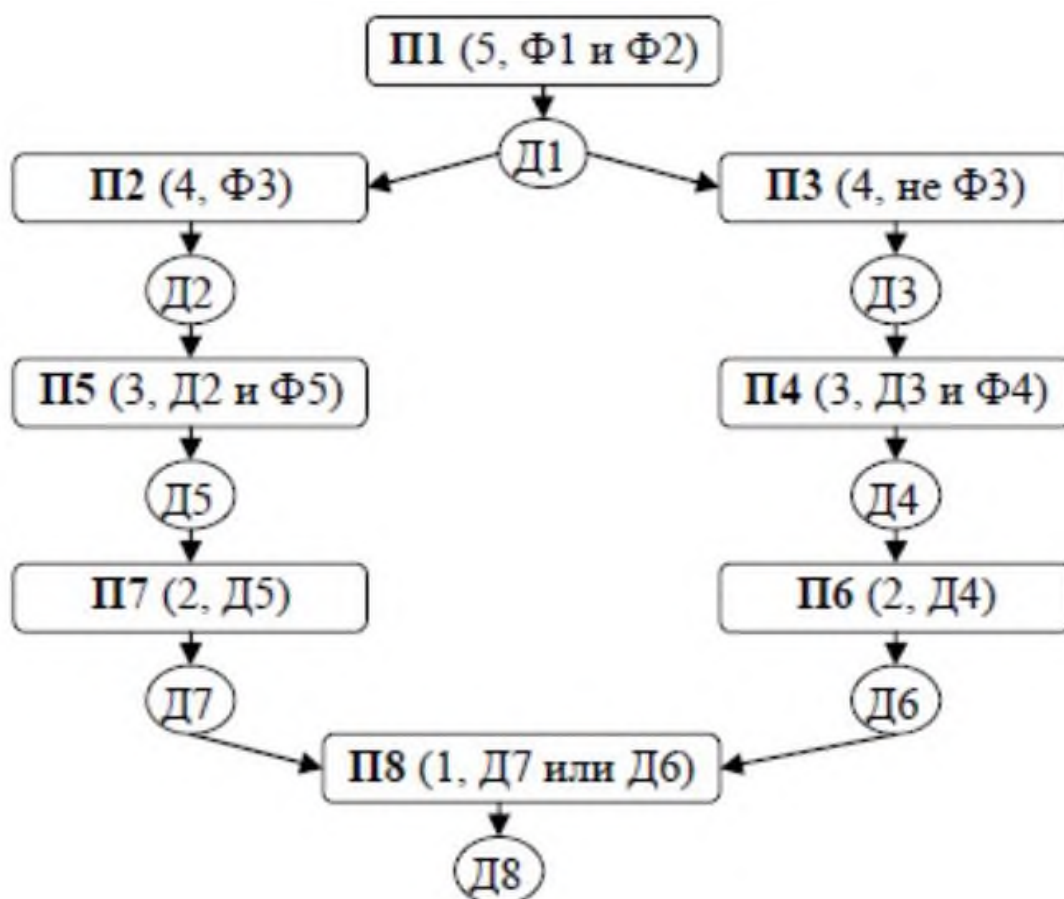 П1 (5, Ф1 и Ф2)
Д1
П2 (4, Ф3)
П3 (4, не Ф3)
Д2
Д3
П5 (3, Д2 и Ф5)
П4 (3, Д3 и Ф4)
Д5
Д4
П7 (2, Д5)
П6 (2, Д4)
Д7
Д6
П8 (1, Д7 или Д6)
Д8